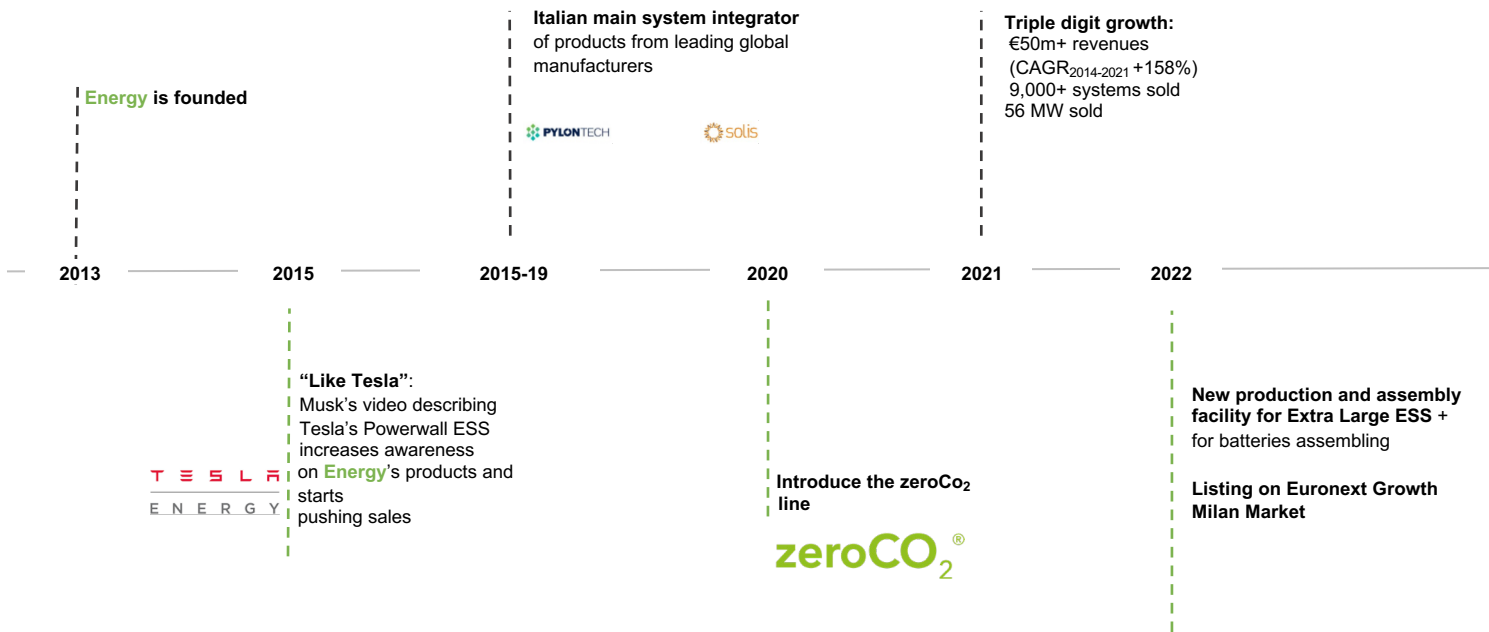 Energy is founded
Italian main system integrator
of products from leading global
manufacturers
PYLONTECH
solis
Triple digit growth:
€50m+ revenues
(CAGR2014-2021 +158%)
9,000+ systems sold
56 MW sold
2013
2015
2015-19
2020
2021
2022
“Like Tesla”:
Musk’s video describing
Tesla’s Powerwall ESS
increases awareness
on Energy’s products and
starts
pushing sales
TESLA
ENERGY
Introduce the zeroCo2
line
zeroCO2®
New production and assembly
facility for Extra Large ESS +
for batteries assembling
Listing on Euronext Growth
Milan Market